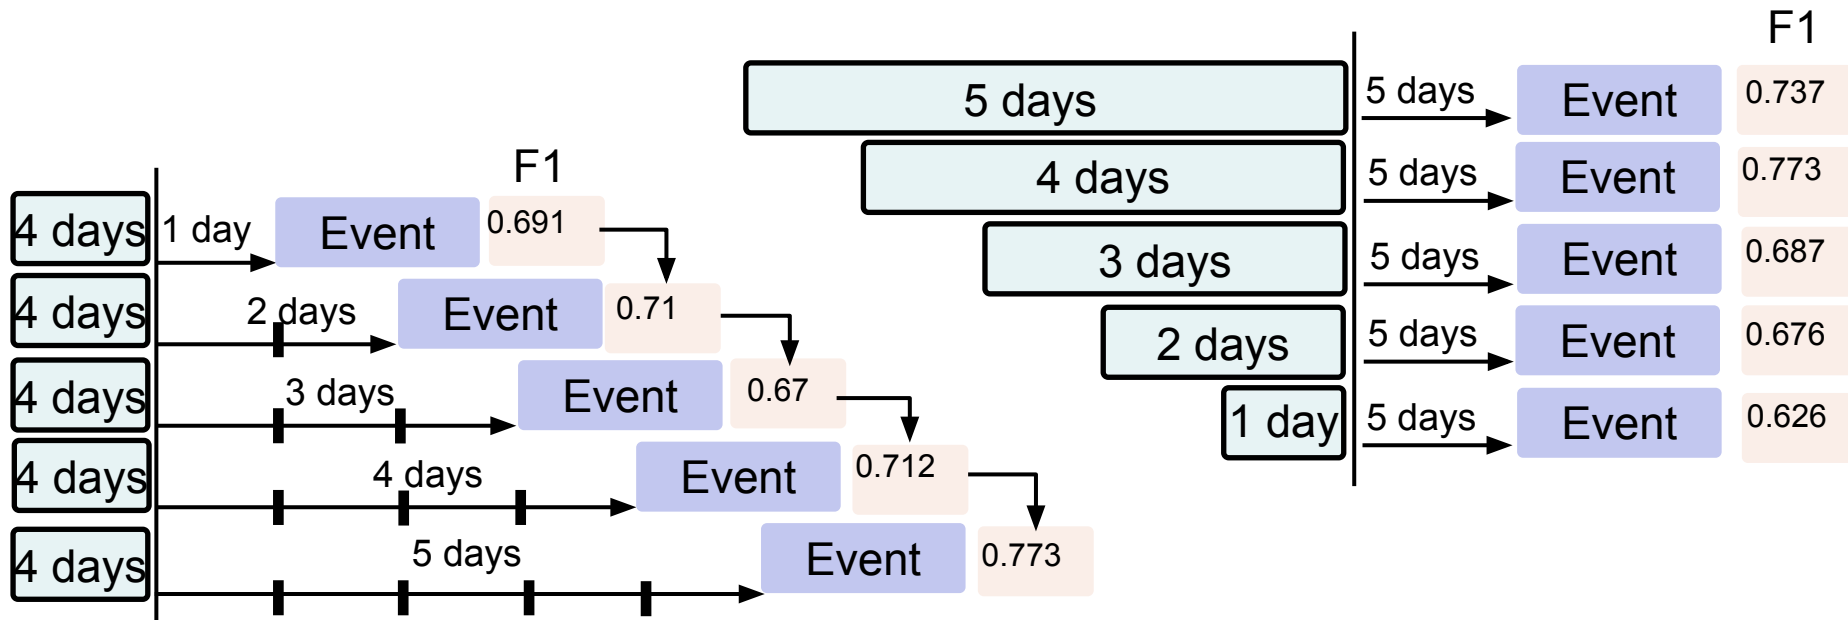 F1
4 days 1 day Event 0.691
4 days 2 days Event 0.71
4 days 3 days Event 0.67
4 days 4 days Event 0.712
4 days 5 days Event 0.773
F1
5 days 5 days Event 0.737
4 days 5 days Event 0.773
3 days 5 days Event 0.687
2 days 5 days Event 0.676
1 day 5 days Event 0.626